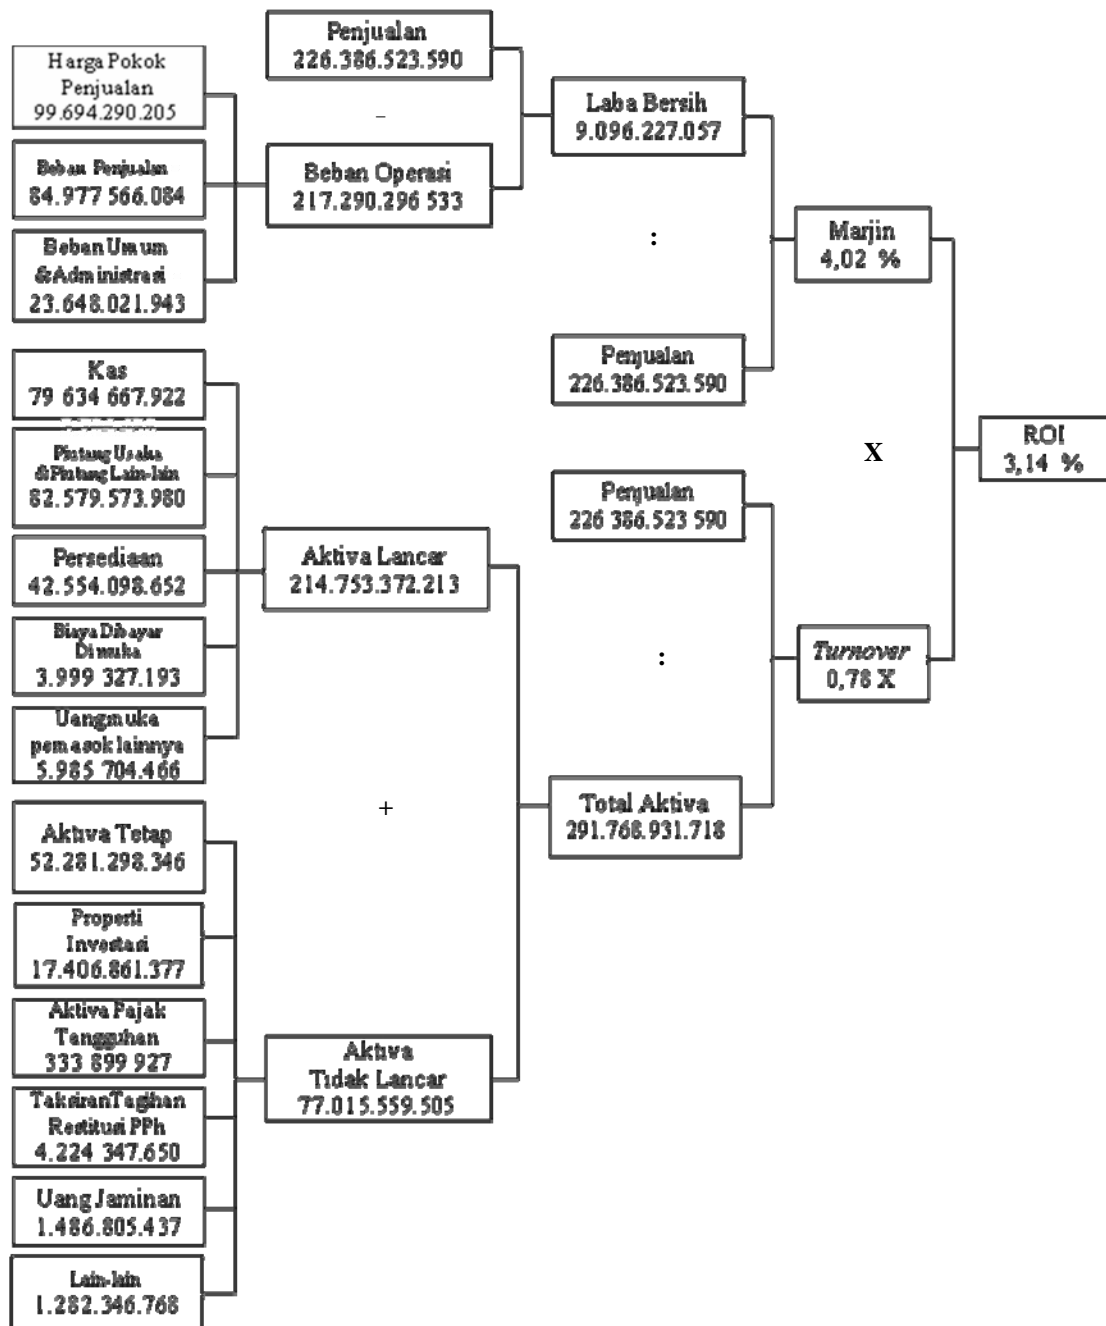 Harga Pokok
Penjualan
99.694.290.205
Beban Penjualan
84.977 566.084
Beban Umum
&Administrasi
23.648.021.943
Penjualan
226.386.523.590
–
Beban Operasi
217.290.296 533
Laba Bersih
9.096.227.057
:
Penjualan
226.386.523.590
Marjin
4,02 %
Kas
79 634 667.922
Piutang Usaha
&Piutang Lain-lain
82.579.573.980
Persediaan
42.554.098.652
Biaya Dibayar
Dimuka
3.999 327.193
Uangmuka
pemasok lainnya
5.985 704.466
Aktiva Lancar
214.753.372.213
+
Penjualan
226 386.523 590
:
Total Aktiva
291.768.931.718
X
Turnover
0,78 X
ROI
3,14 %
Aktiva Tetap
52.281.298.346
Properti
Investasi
17.406.861.377
Aktiva Pajak
Tangguhan
333 899 927
TaksiranTagihan
Restitusi PPh
4.224 347.650
Uang Jaminan
1.486.805.437
Lain-lain
1.282.346.768
Aktiva
Tidak Lancar
77.015.559.505